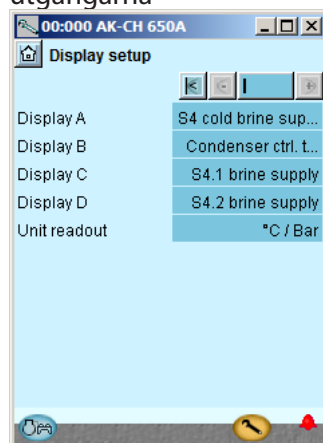 utgångarna
00:000 AK-CH 650A
Display setup
Display A S4 cold brine sup...
Display B Condenser ctrl. t...
Display C S4.1 brine supply
Display D S4.2 brine supply
Unit readout °C / Bar